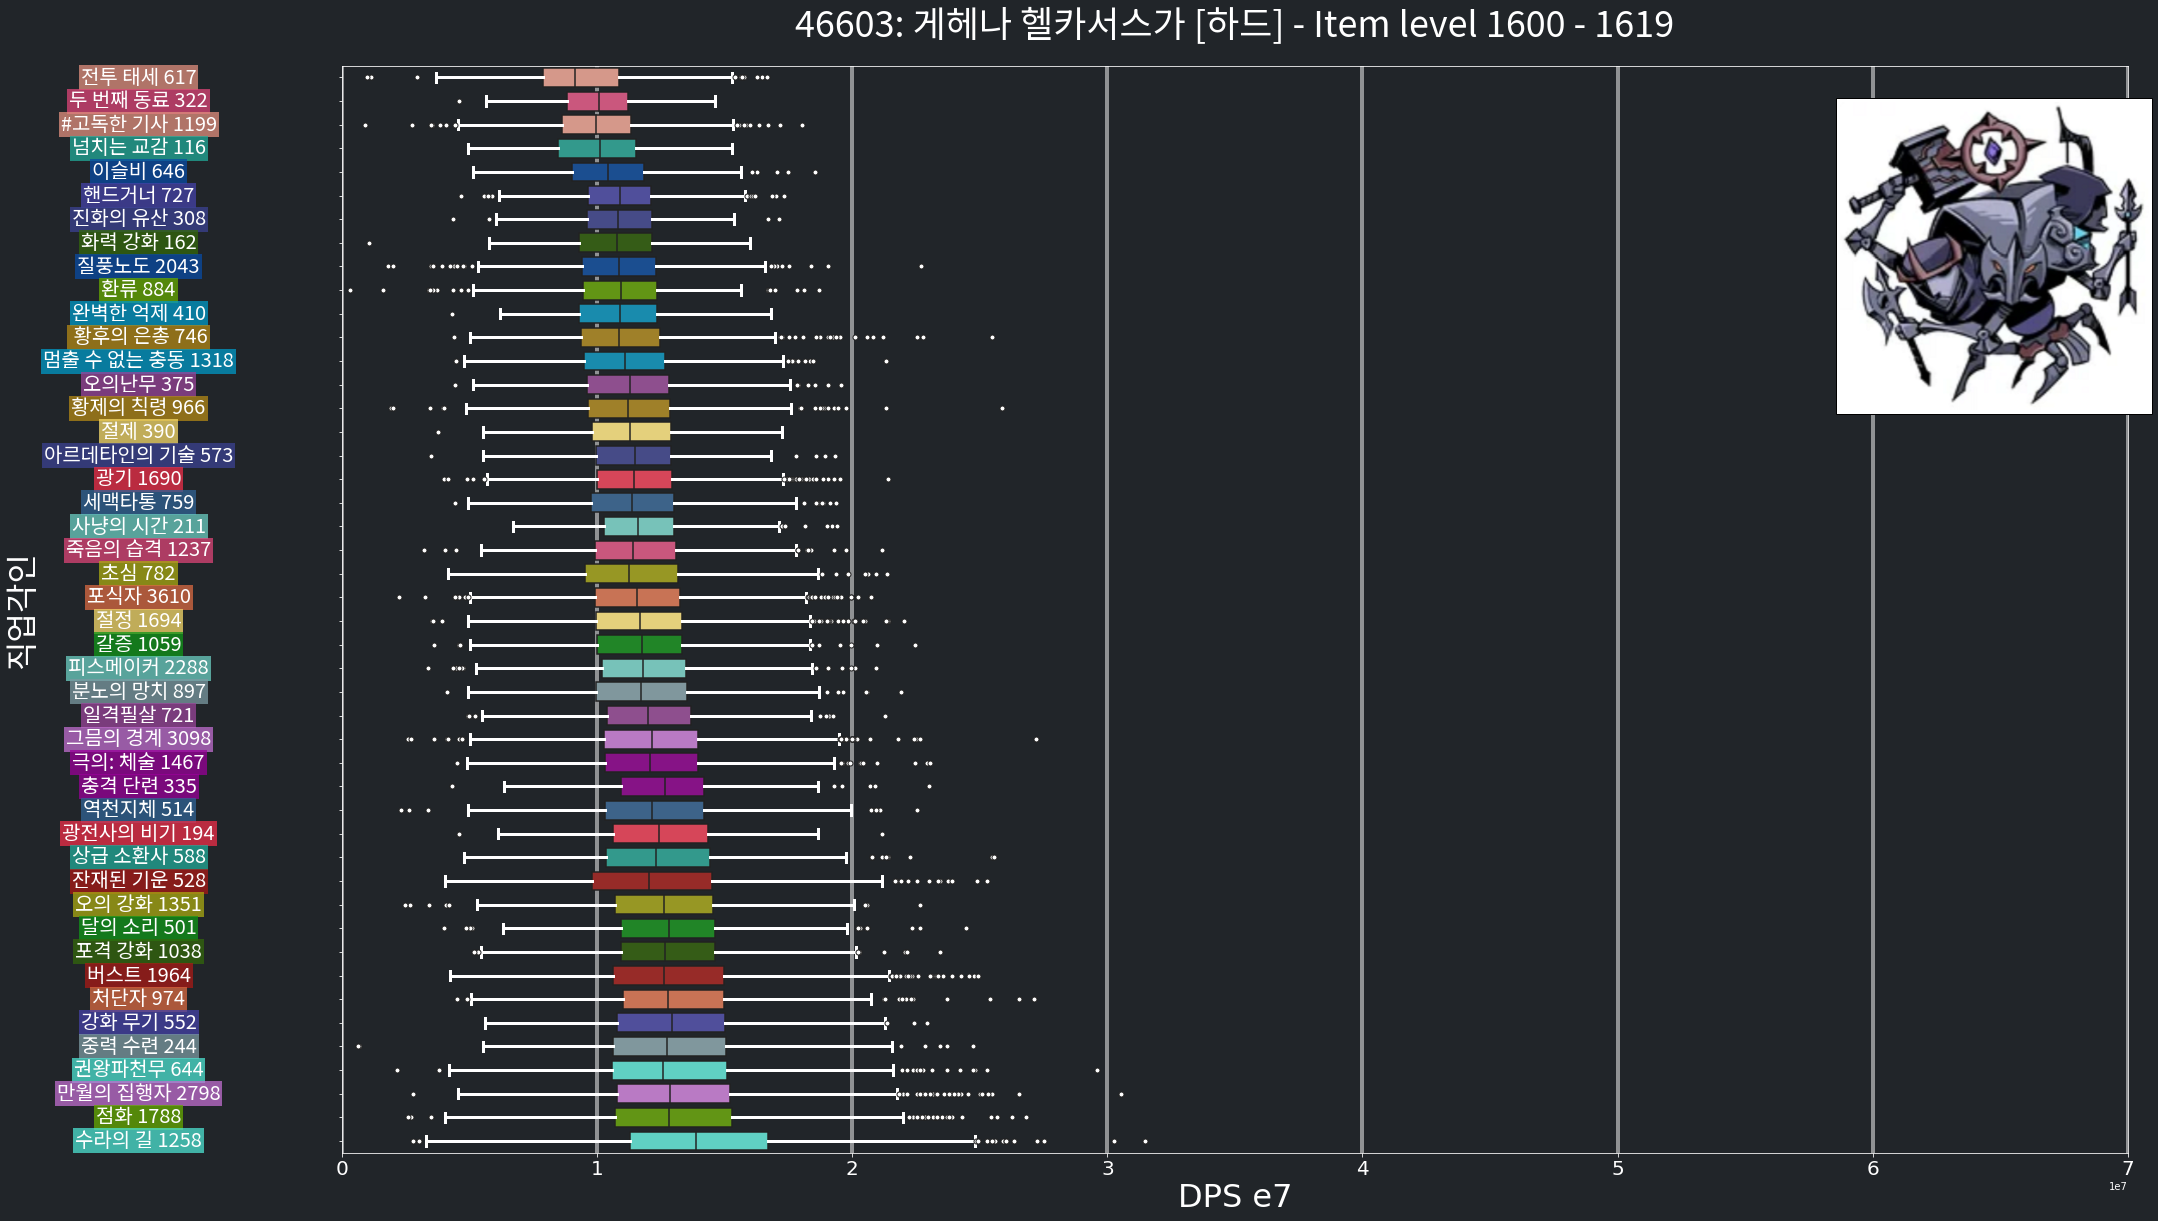 46603: 게헤나 헬카서스가 [하드] - Item level 1600 - 1619
직업각인
전투 태세 617
두 번째 동료 322
#고독한 기사 1199
넘치는 교감 116
이슬비 646
핸드거너 727
진화의 유산 308
화력 강화 162
질풍노도 2043
환류 884
완벽한 억제 410
황후의 은총 746
멈출 수 없는 충동 1318
오의난무 375
황제의 칙령 966
절제 390
아르데타인의 기술 573
광기 1690
세맥타통 759
사냥의 시간 211
죽음의 습격 1237
초심 782
포식자 3610
절정 1694
갈증 1059
피스메이커 2288
분노의 망치 897
일격필살 721
그믐의 경계 3098
극의: 체술 1467
충격 단련 335
역천지체 514
광전사의 비기 194
상급 소환사 588
잔재된 기운 528
오의 강화 1351
달의 소리 501
포격 강화 1038
버스트 1964
처단자 974
강화 무기 552
중력 수련 244
권왕파천무 644
만월의 집행자 2798
점화 1788
수라의 길 1258
0 1 2 3 4 5 6 7
1e7
DPS e7